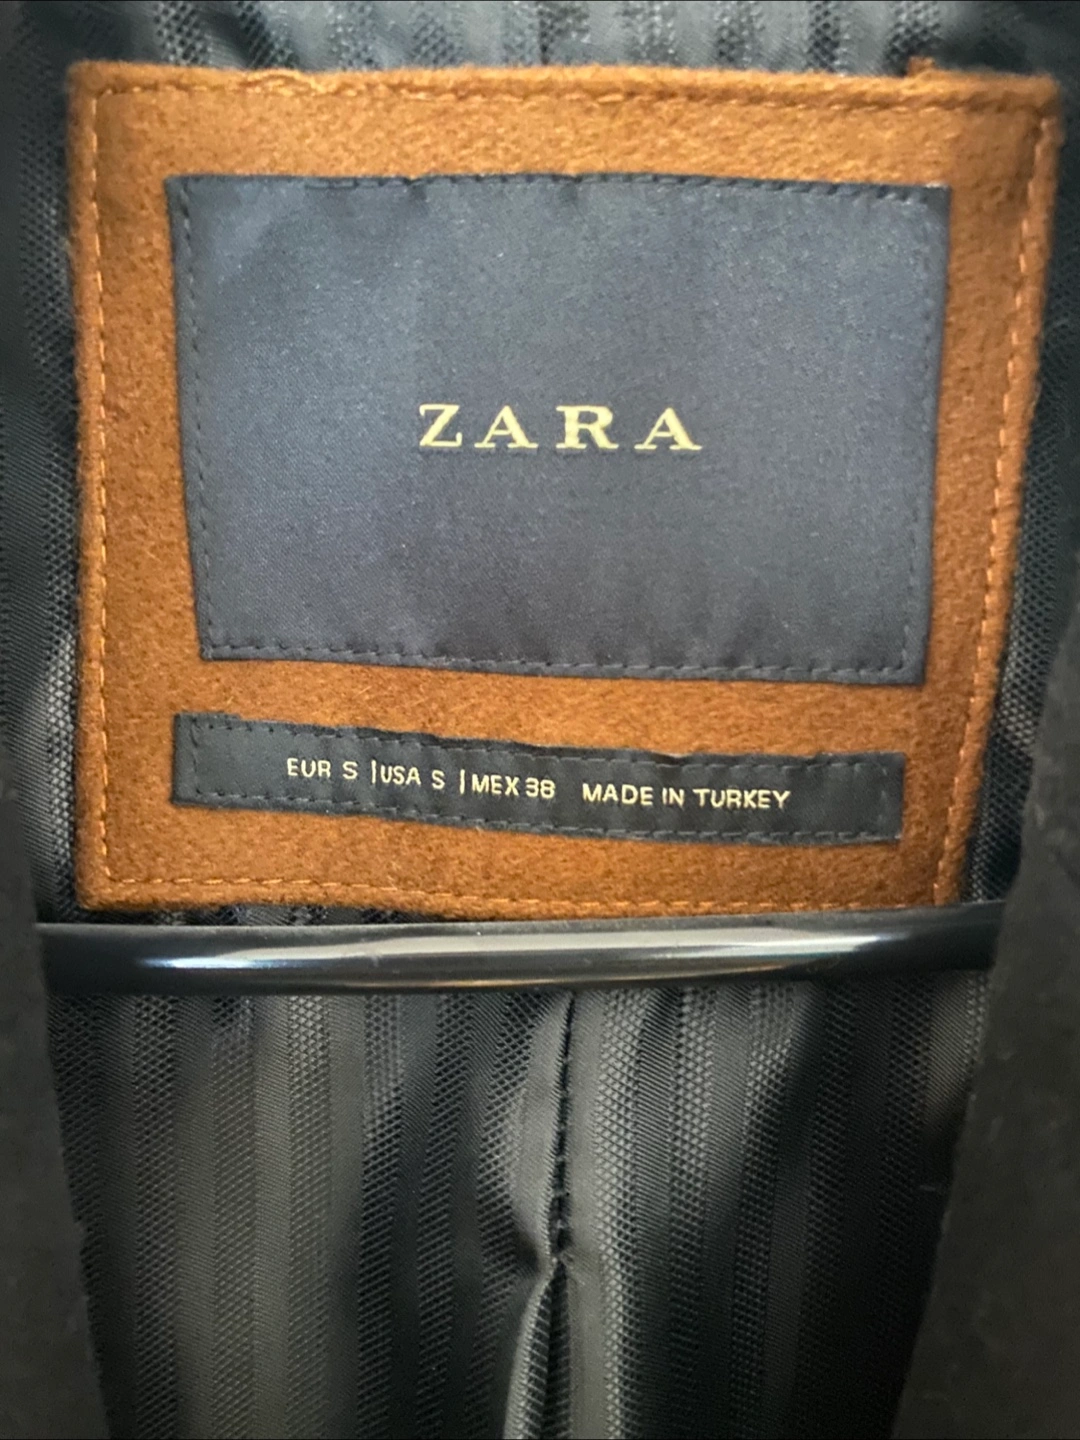 ZARA
EUR S | USA S | MEX 38 MADE IN TURKEY